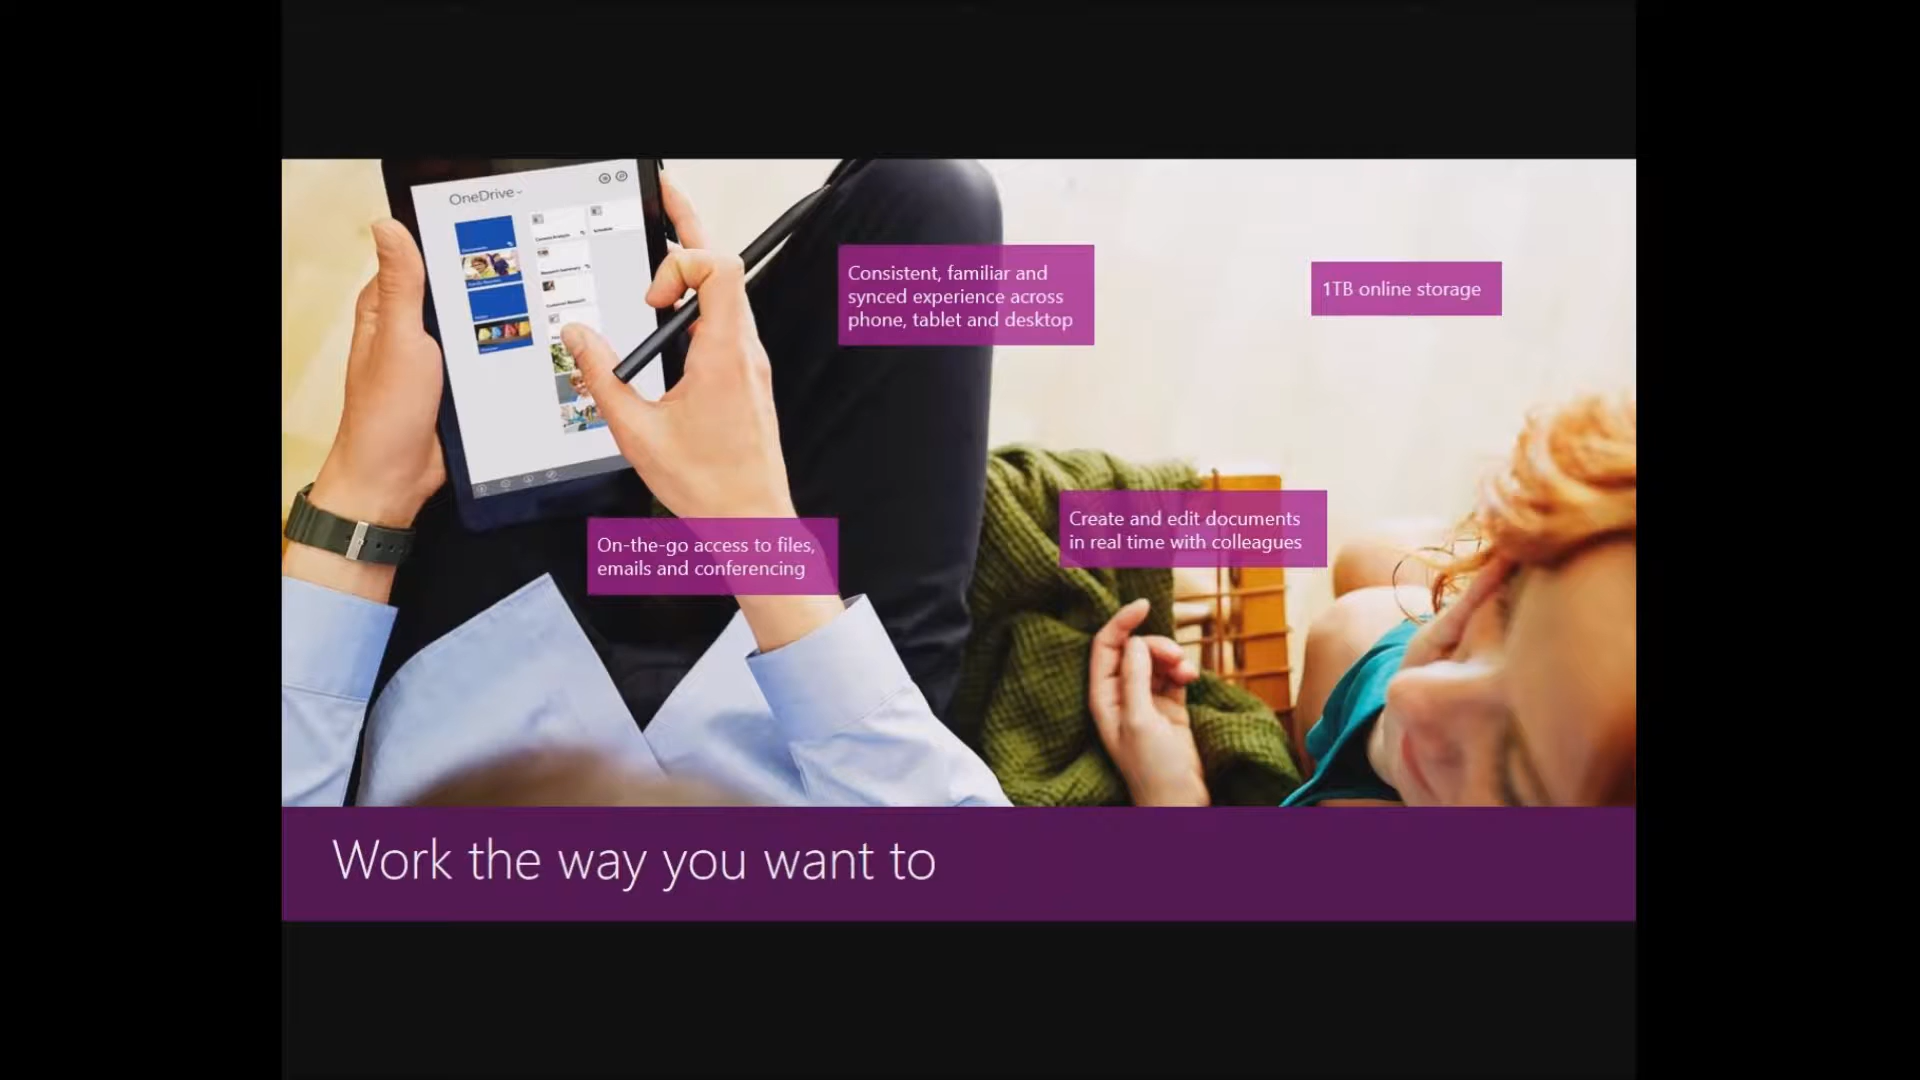 OneDrive
Consistent, familiar and
synced experience across
phone, tablet and desktop
1TB online storage
On-the-go access to files,
emails and conferencing
Create and edit documents
in real time with colleagues
Work the way you want to